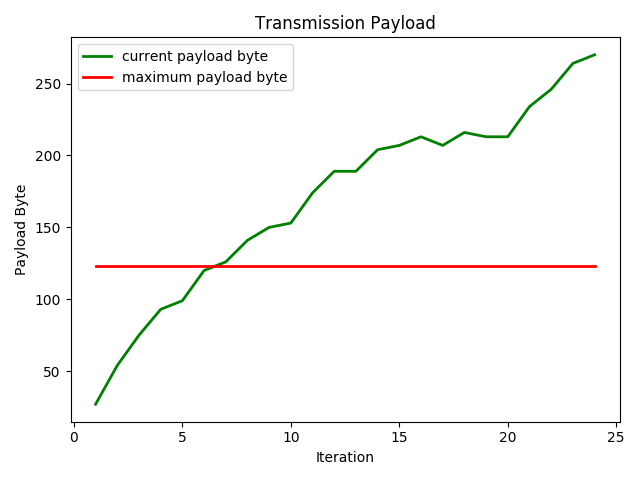 Transmission Payload
current payload byte
maximum payload byte
Payload Byte
250
200
150
100
50
0 5 10 15 20 25
Iteration